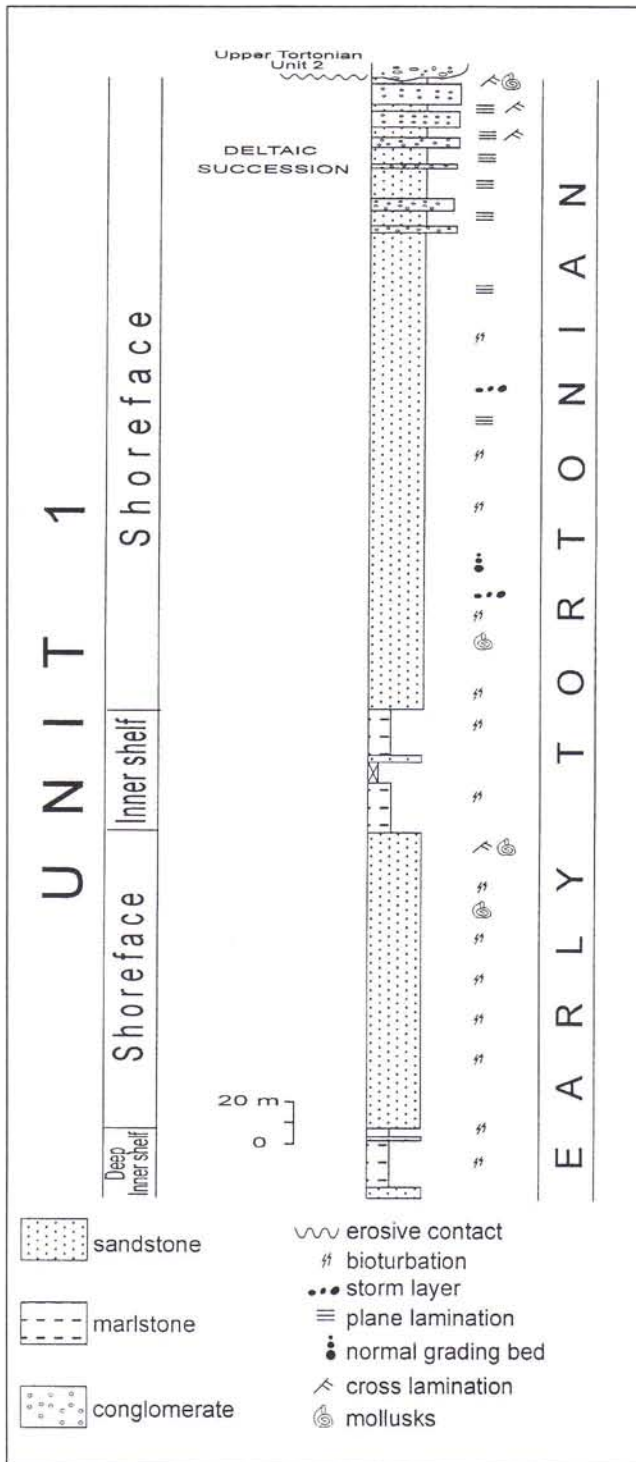 Upper Tortonian
Unit 2
DELTAIC
SUCCESSION
UNIT 1
Shoreface
Inner shelf
Shoreface
Deep
Inner shelf
EARLY TORTONIAN
20 m
0
sandstone
marlstone
conglomerate
erosive contact
bioturbation
storm layer
plane lamination
normal grading bed
cross lamination
mollusks